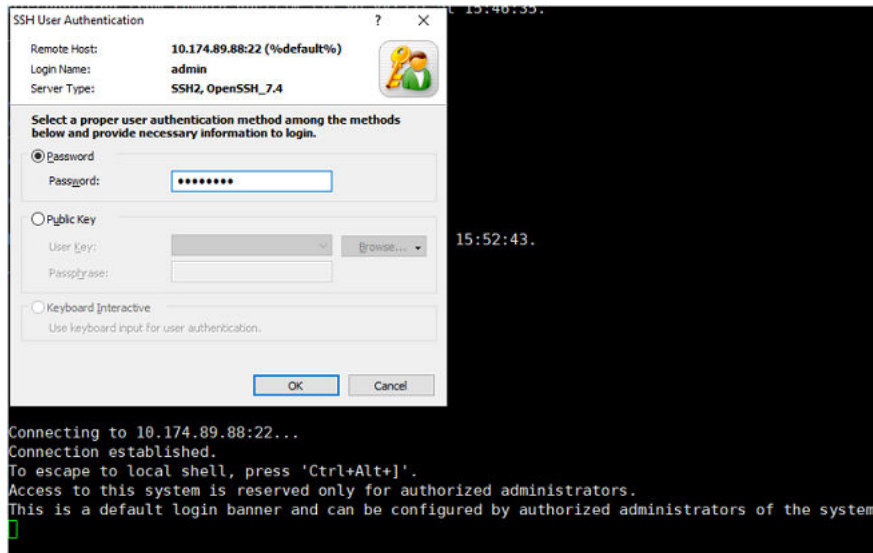 15:46:35.
SSH User Authentication
Remote Host: 10.174.89.88:22 (%default%)
Login Name: admin
Server Type: SSH2, OpenSSH_7.4
Select a proper user authentication method among the methods
below and provide necessary information to login.
Password
Password: ••••••••
Public Key
User Key: Browse...
Passphrase:
Keyboard Interactive
Use keyboard input for user authentication.
OK Cancel
15:52:43.
Connecting to 10.174.89.88:22...
Connection established.
To escape to local shell, press 'Ctrl+Alt+]'.
Access to this system is reserved only for authorized administrators.
This is a default login banner and can be configured by authorized administrators of the system